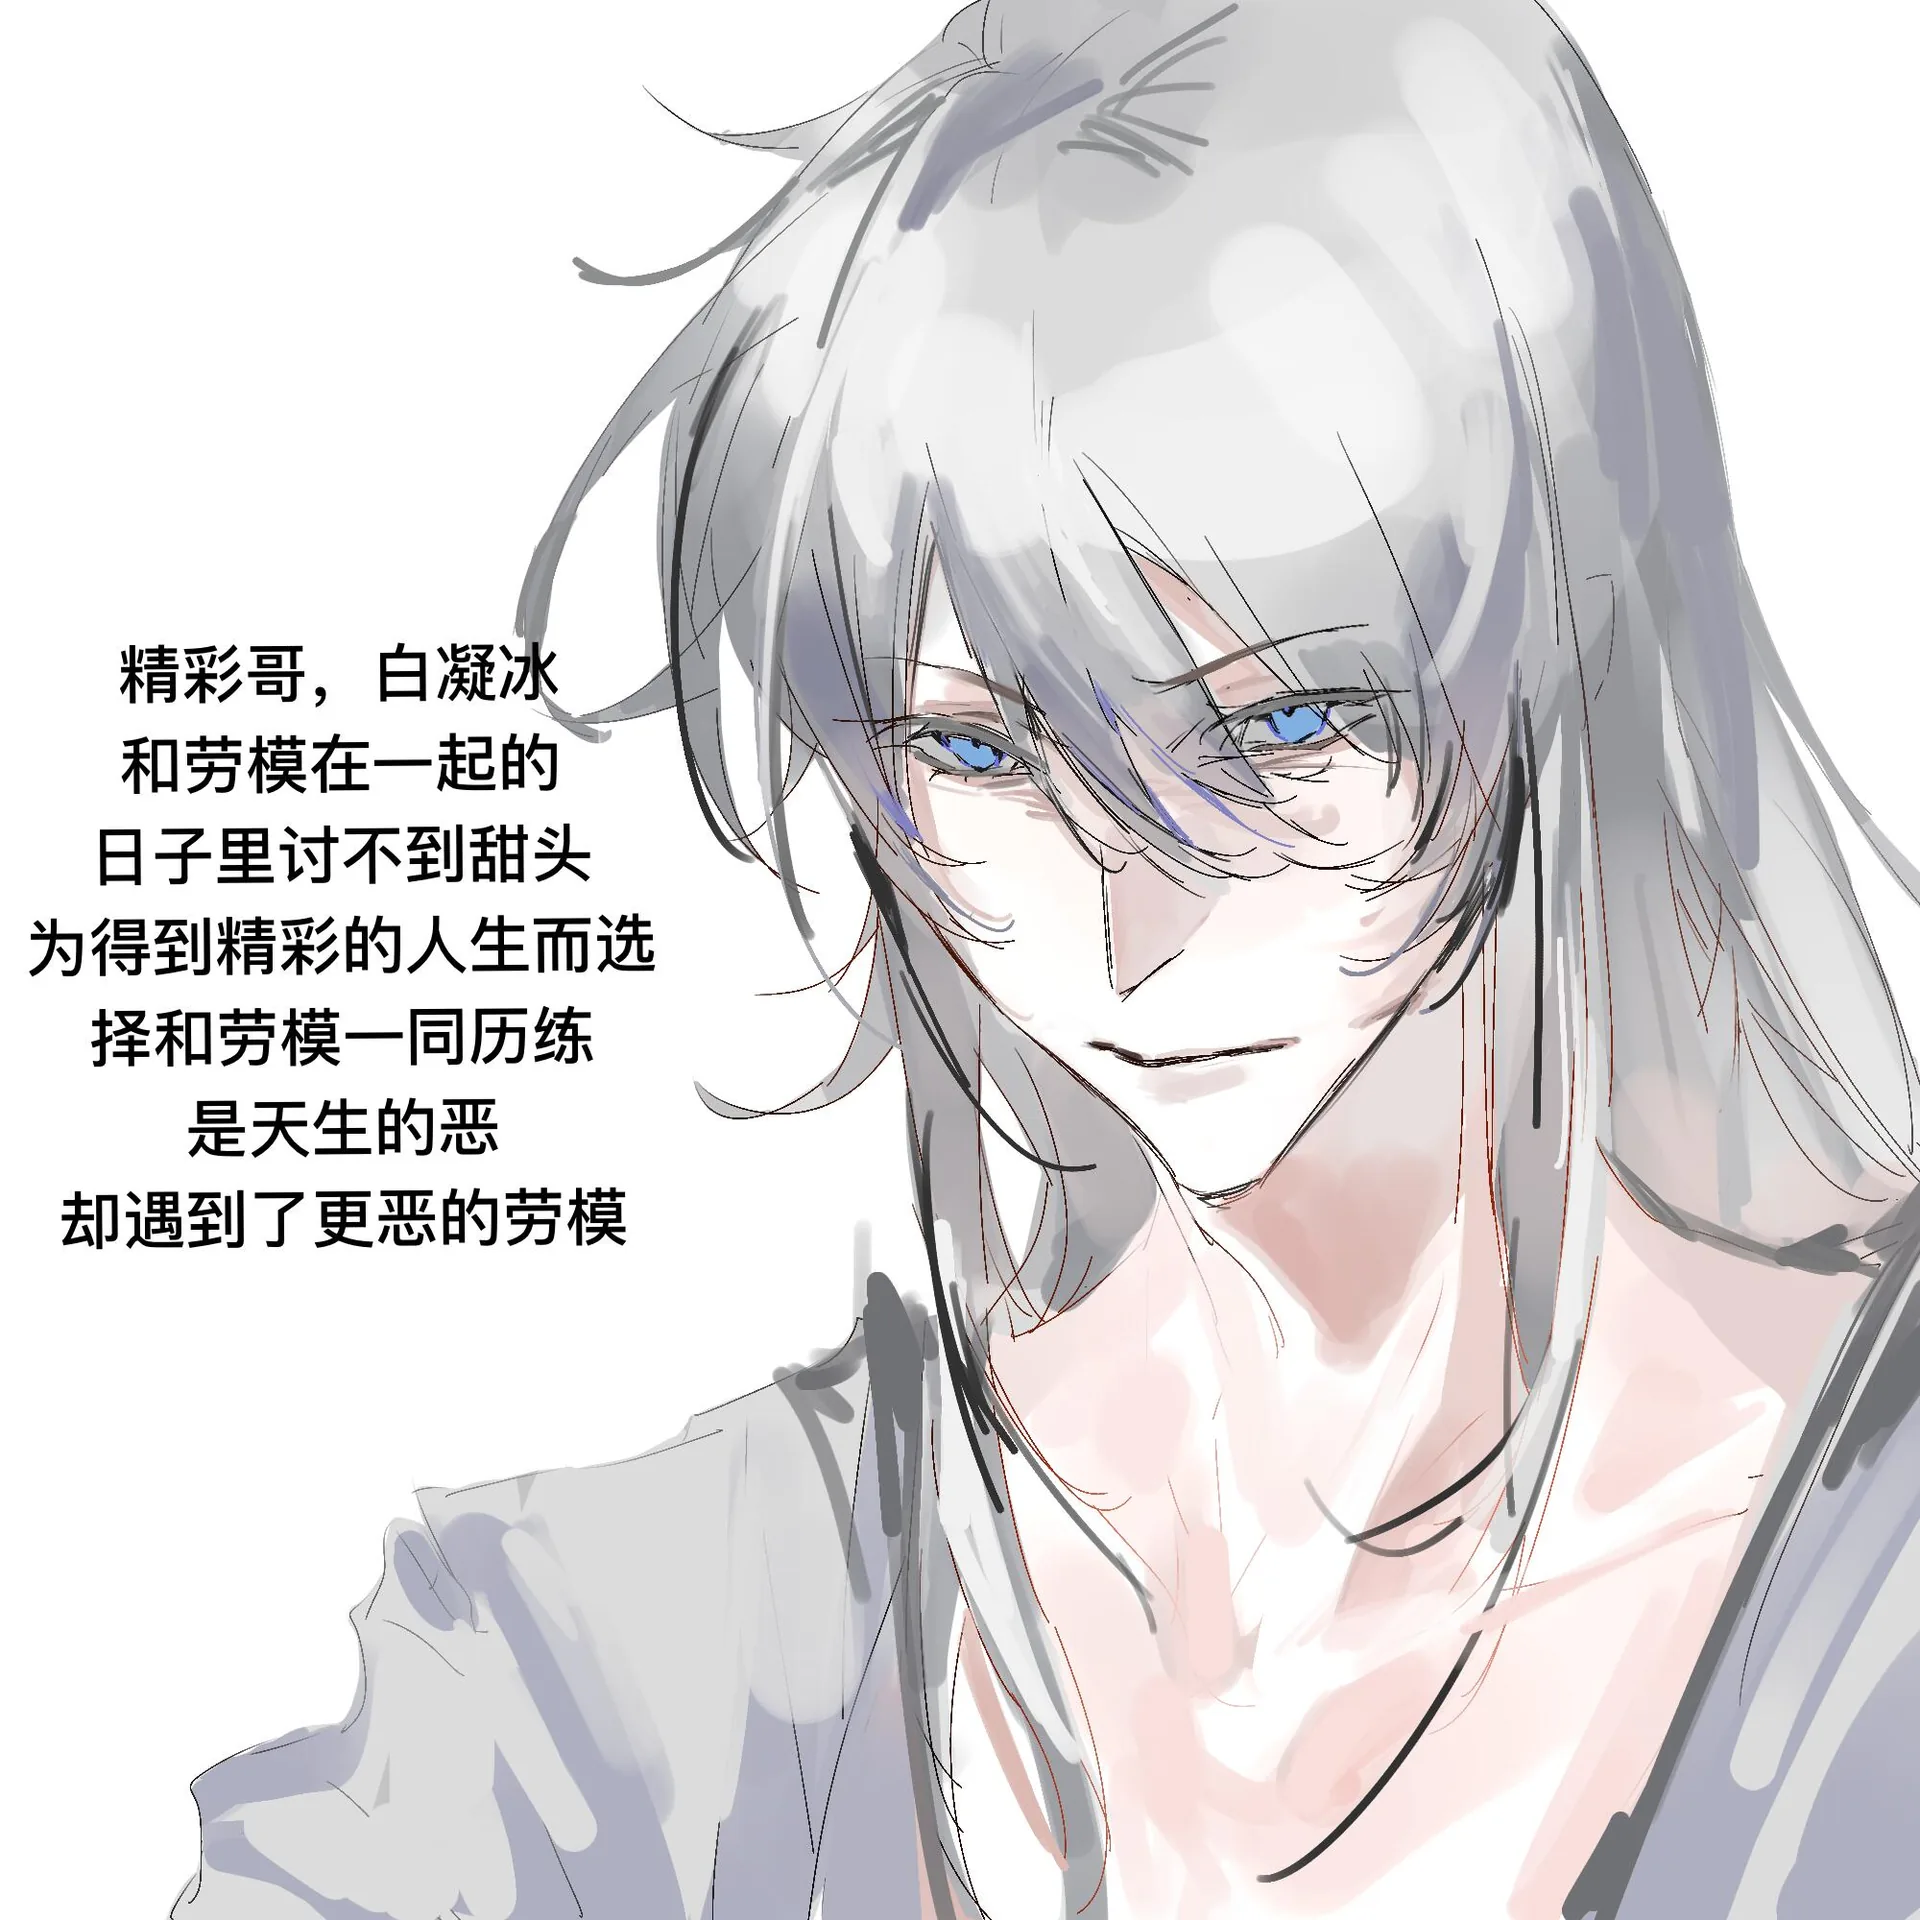 精彩哥，白凝冰
和劳模在一起的
日子里讨不到甜头
为得到精彩的人生而选
择和劳模一同历练
是天生的恶
却遇到了更恶的劳模